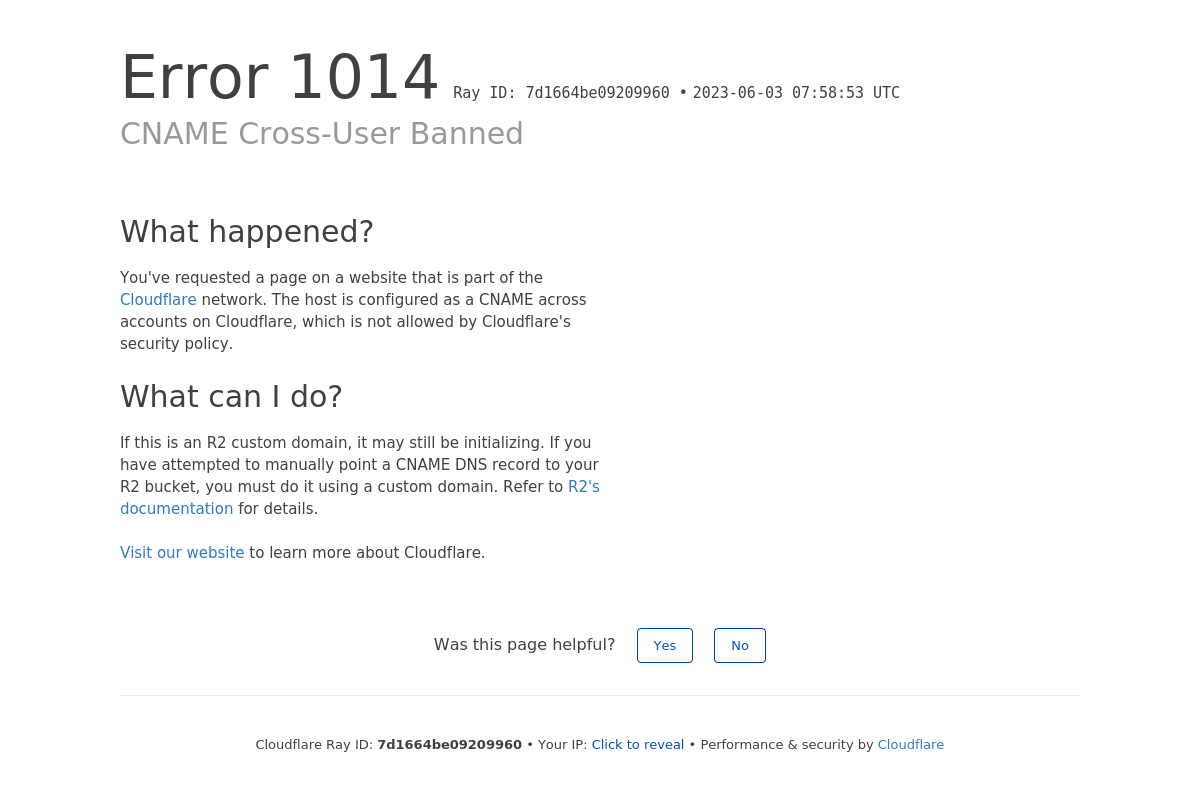 Error 1014 Ray ID: 7d1664be09209960 • 2023-06-03 07:58:53 UTC
CNAME Cross-User Banned
What happened?
You've requested a page on a website that is part of the
Cloudflare network. The host is configured as a CNAME across
accounts on Cloudflare, which is not allowed by Cloudflare's
security policy.
What can I do?
If this is an R2 custom domain, it may still be initializing. If you
have attempted to manually point a CNAME DNS record to your
R2 bucket, you must do it using a custom domain. Refer to R2's
documentation for details.
Visit our website to learn more about Cloudflare.
Was this page helpful? Yes No
Cloudflare Ray ID: 7d1664be09209960 • Your IP: Click to reveal • Performance & security by Cloudflare